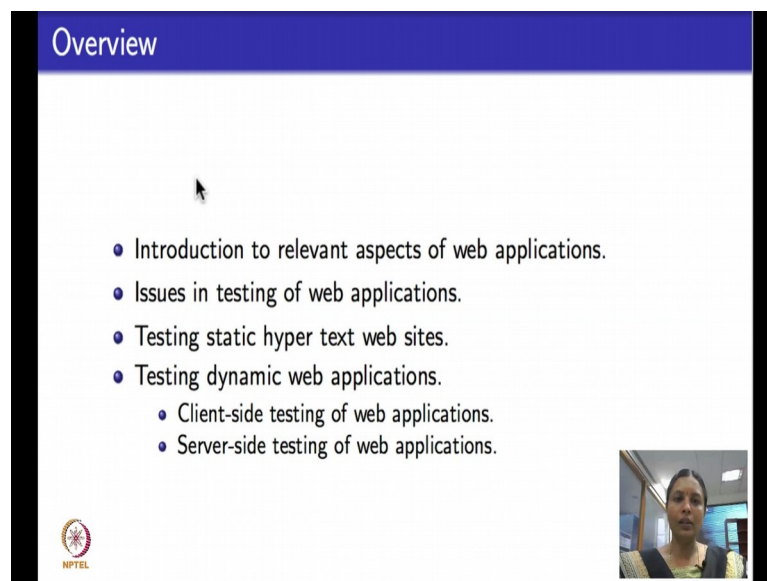 Overview
Introduction to relevant aspects of web applications.
Issues in testing of web applications.
Testing static hyper text web sites.
Testing dynamic web applications.
Client-side testing of web applications.
Server-side testing of web applications.
NPTEL